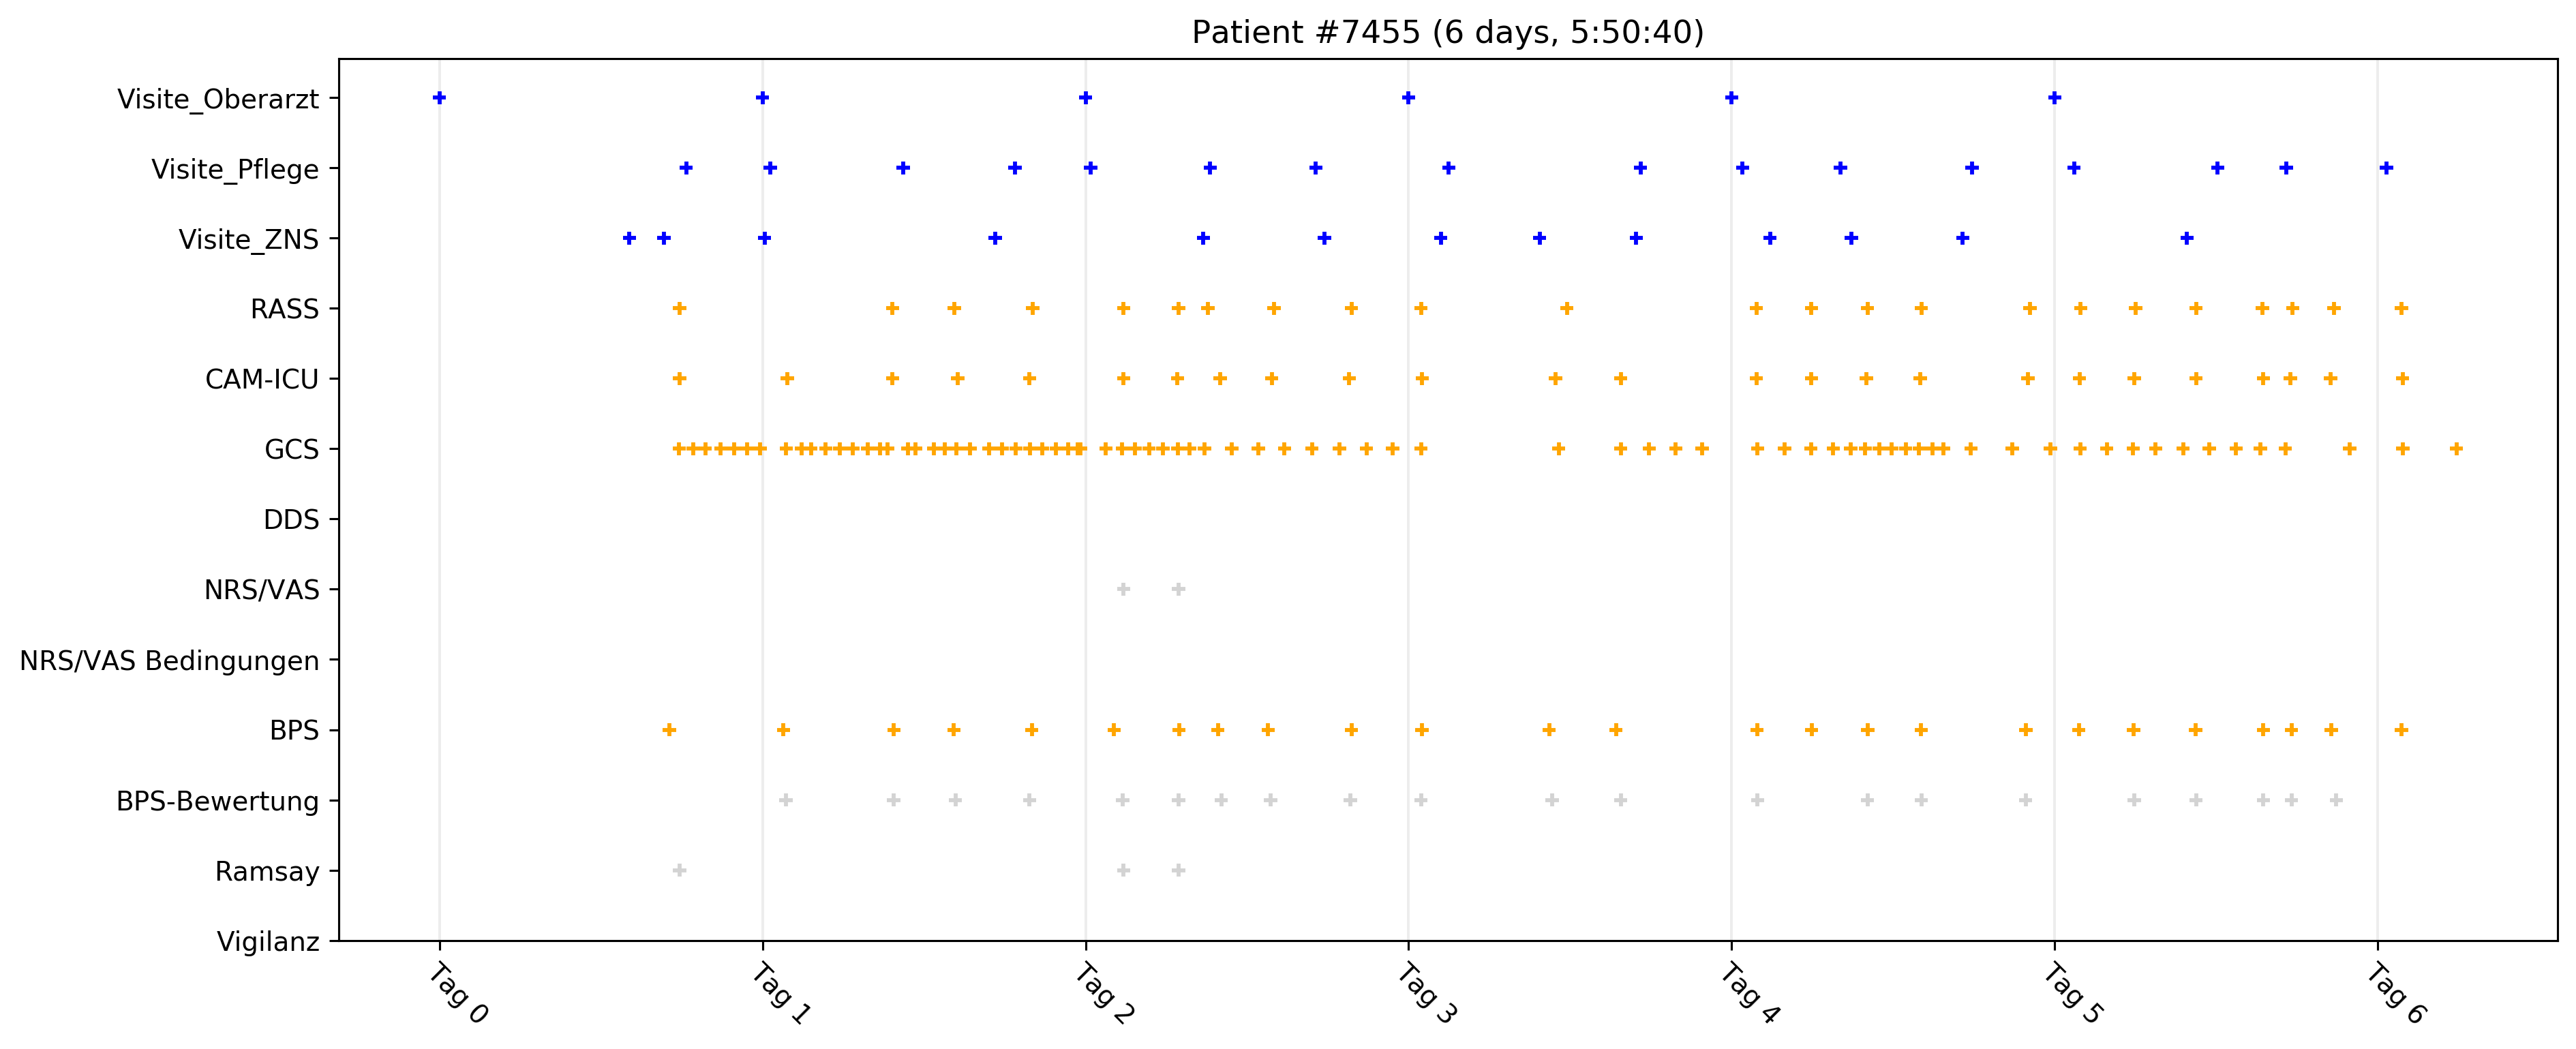 Patient #7455 (6 days, 5:50:40)
Visite_Oberarzt
Visite_Pflege
Visite_ZNS
RASS
CAM-ICU
GCS
DDS
NRS/VAS
NRS/VAS Bedingungen
BPS
BPS-Bewertung
Ramsay
Vigilanz
Tag 0
Tag 1
Tag 2
Tag 3
Tag 4
Tag 5
Tag 6